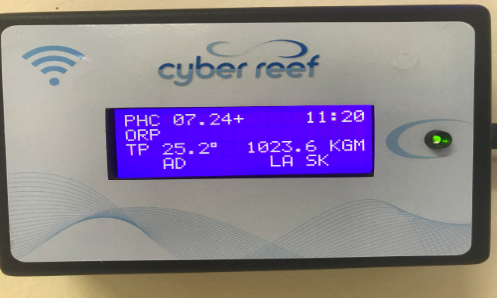 cyber reef
PHC 07.24+ 11:20
ORP
TP 25.2° 1023.6 KGM
AD LA SK